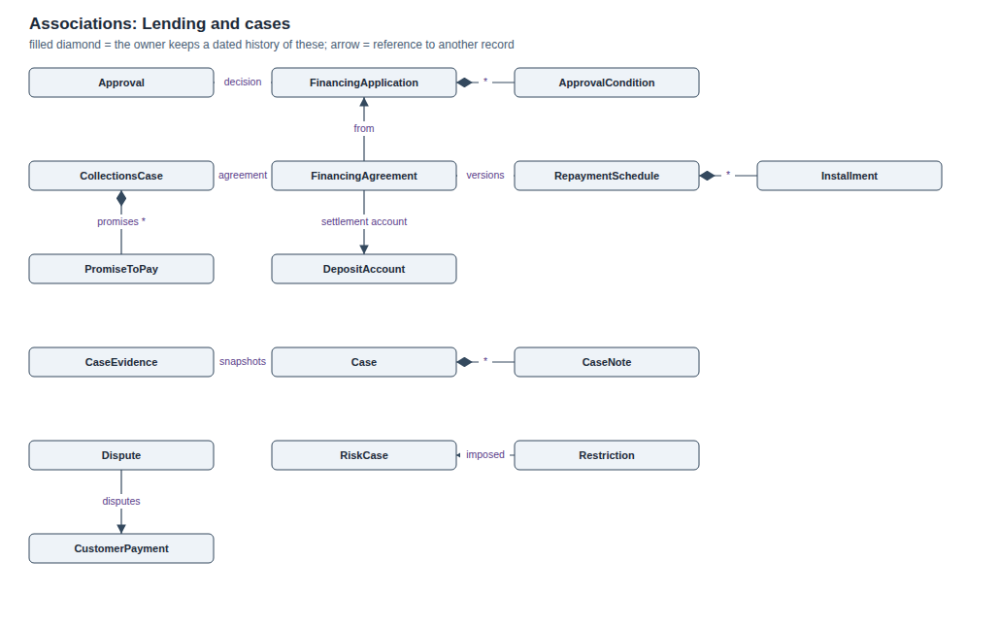 Associations: Lending and cases
filled diamond = the owner keeps a dated history of these; arrow = reference to another record
Approval decision FinancingApplication * ApprovalCondition
from
CollectionsCase agreement FinancingAgreement versions RepaymentSchedule * Installment
promises * settlement account
PromiseToPay DepositAccount
CaseEvidence snapshots Case * CaseNote
Dispute RiskCase imposed Restriction
disputes
CustomerPayment